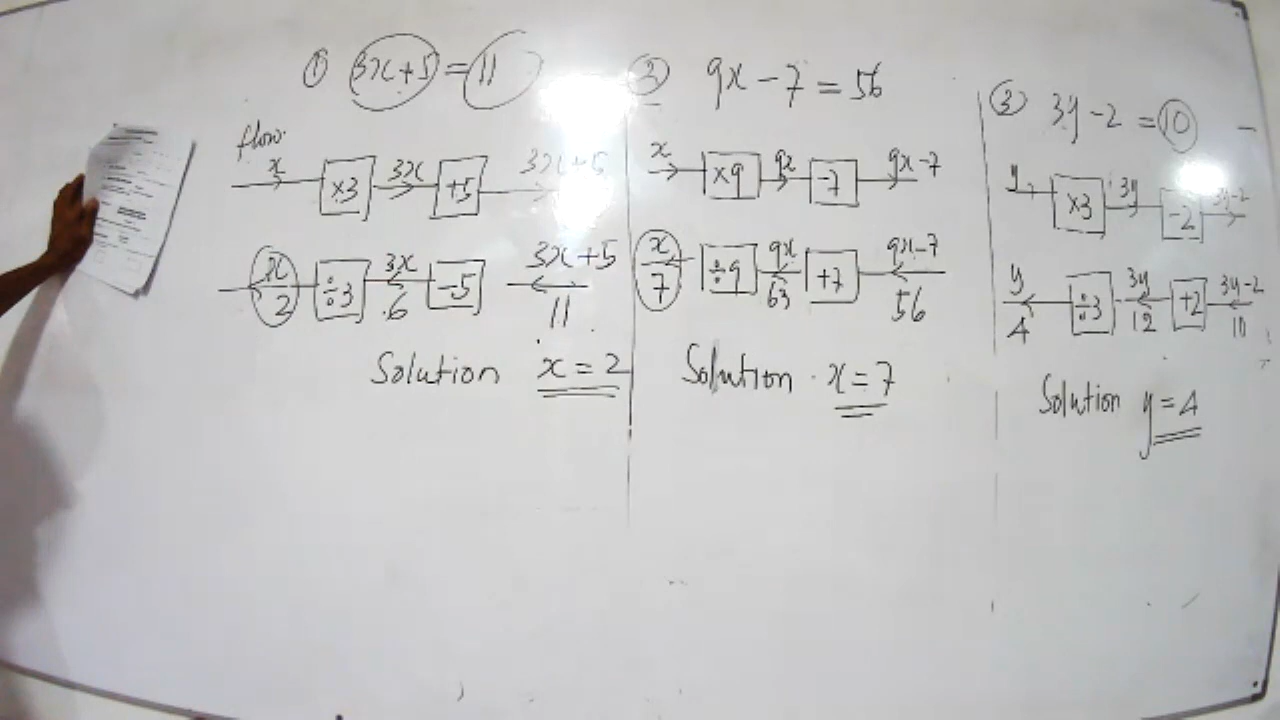 ① 3x+5 = 11
flow
x ×3 3x +5 3x+5
x ÷3 3x -5 3x+5
2 6 11
Solution x = 2
② 9x - 7 = 56
x ×9 9x -7 9x-7
x ÷9 9x +7 9x-7
7 63 56
Solution x = 7
③ 3y - 2 = 10
y ×3 3y -2 3y-2
y ÷3 3y +2 3y-2
4 12 10
Solution y = 4